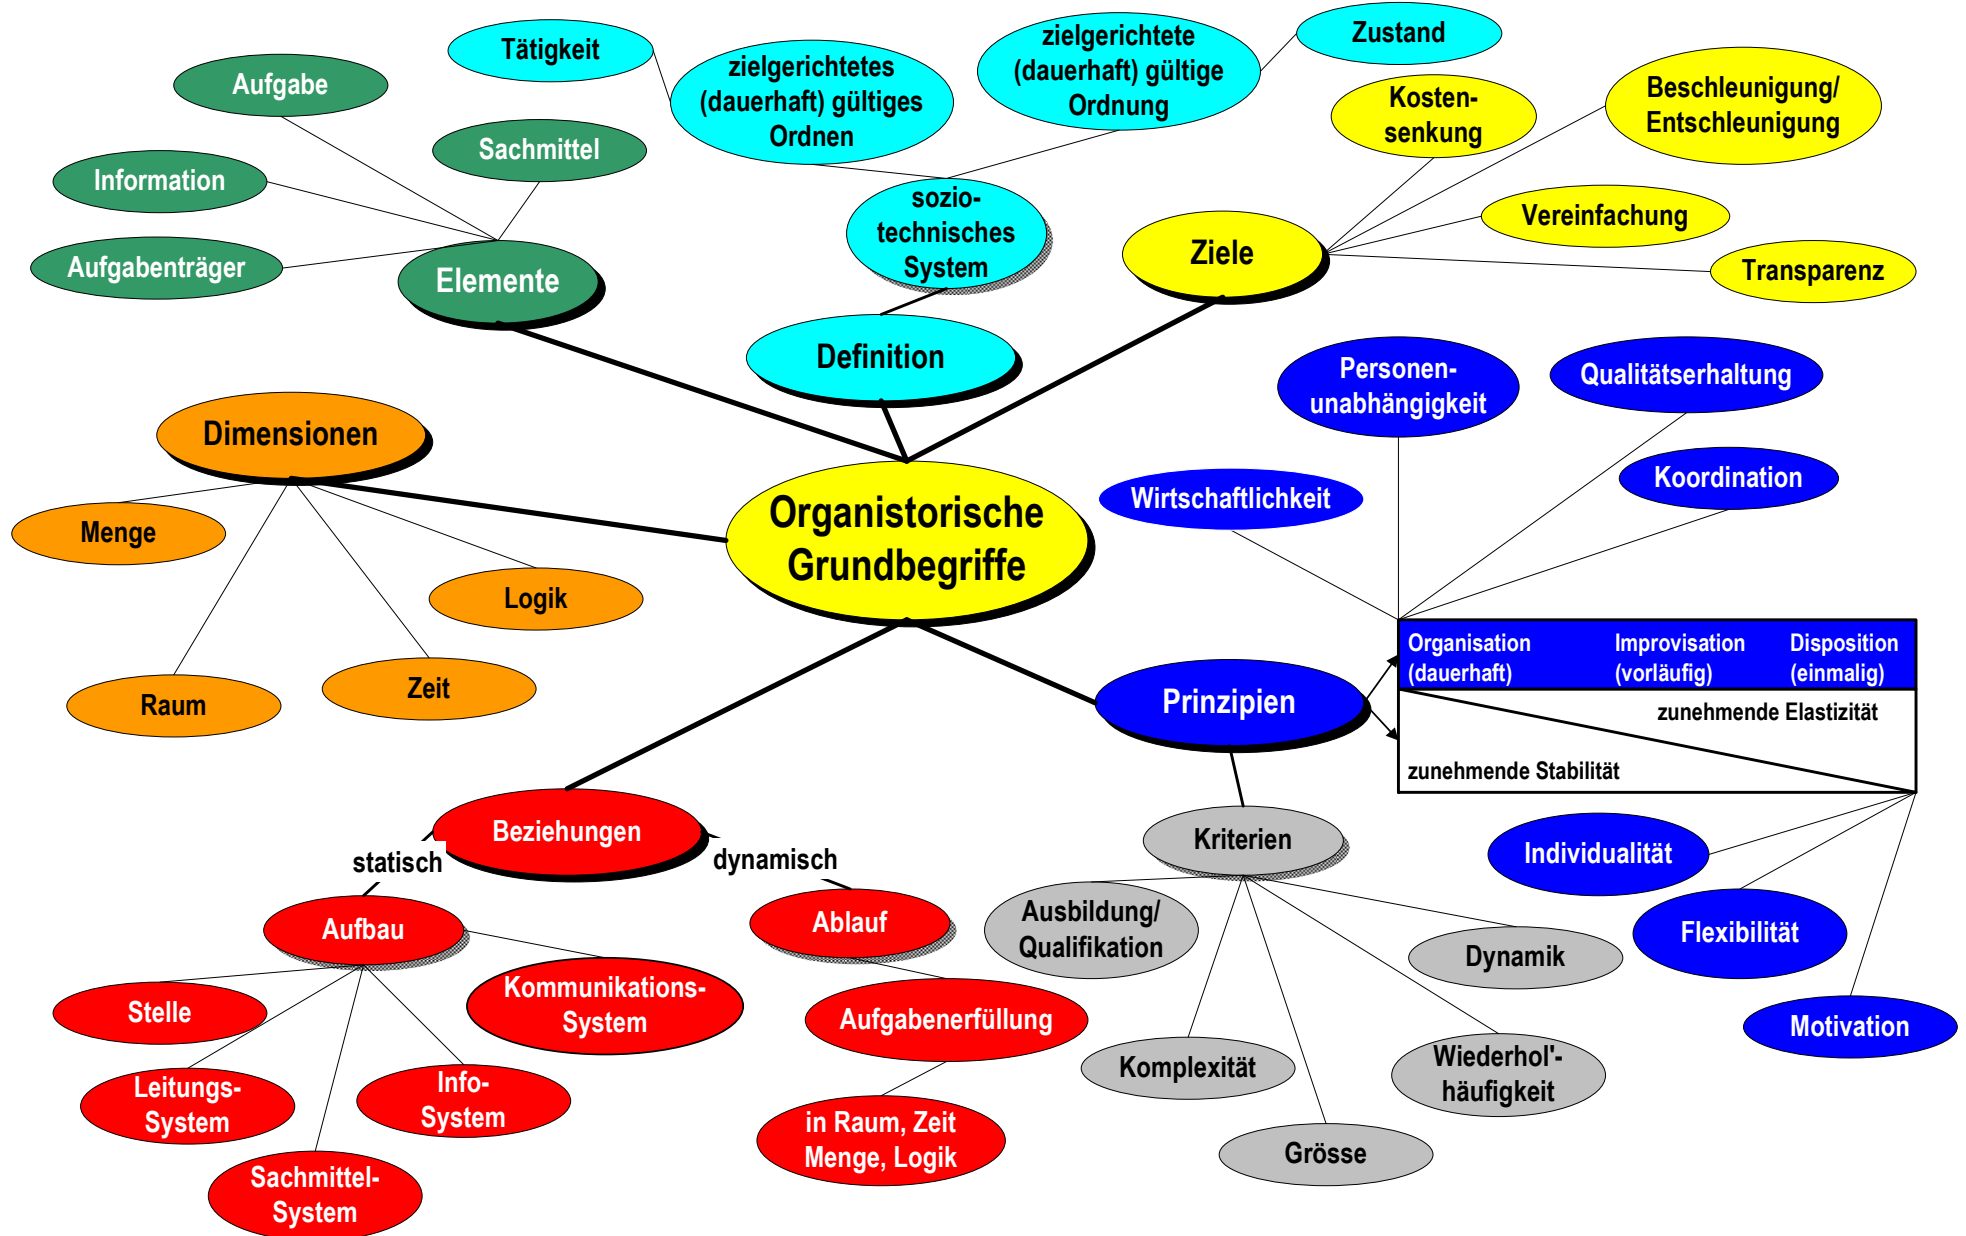 Tätigkeit
zielgerichtetes
(dauerhaft) gültiges
Ordnen
zielgerichtete
(dauerhaft) gültige
Ordnung
Zustand
Aufgabe
Sachmittel
Information
Aufgabenträger
Elemente
sozio-
technisches
System
Definition
Ziele
Kosten-
senkung
Beschleunigung/
Entschleunigung
Vereinfachung
Transparenz
Dimensionen
Menge
Raum
Zeit
Logik
Organistorische
Grundbegriffe
Personen-
unabhängigkeit
Qualitätserhaltung
Wirtschaftlichkeit
Koordination
Prinzipien
Organisation
(dauerhaft)
Improvisation
(vorläufig)
Disposition
(einmalig)
zunehmende Elastizität
zunehmende Stabilität
Individualität
Flexibilität
Motivation
Kriterien
Ausbildung/
Qualifikation
Komplexität
Grösse
Wiederhol'-
häufigkeit
Dynamik
Beziehungen
statisch
dynamisch
Aufbau
Stelle
Leitungs-
System
Sachmittel-
System
Info-
System
Kommunikations-
System
Ablauf
Aufgabenerfüllung
in Raum, Zeit
Menge, Logik